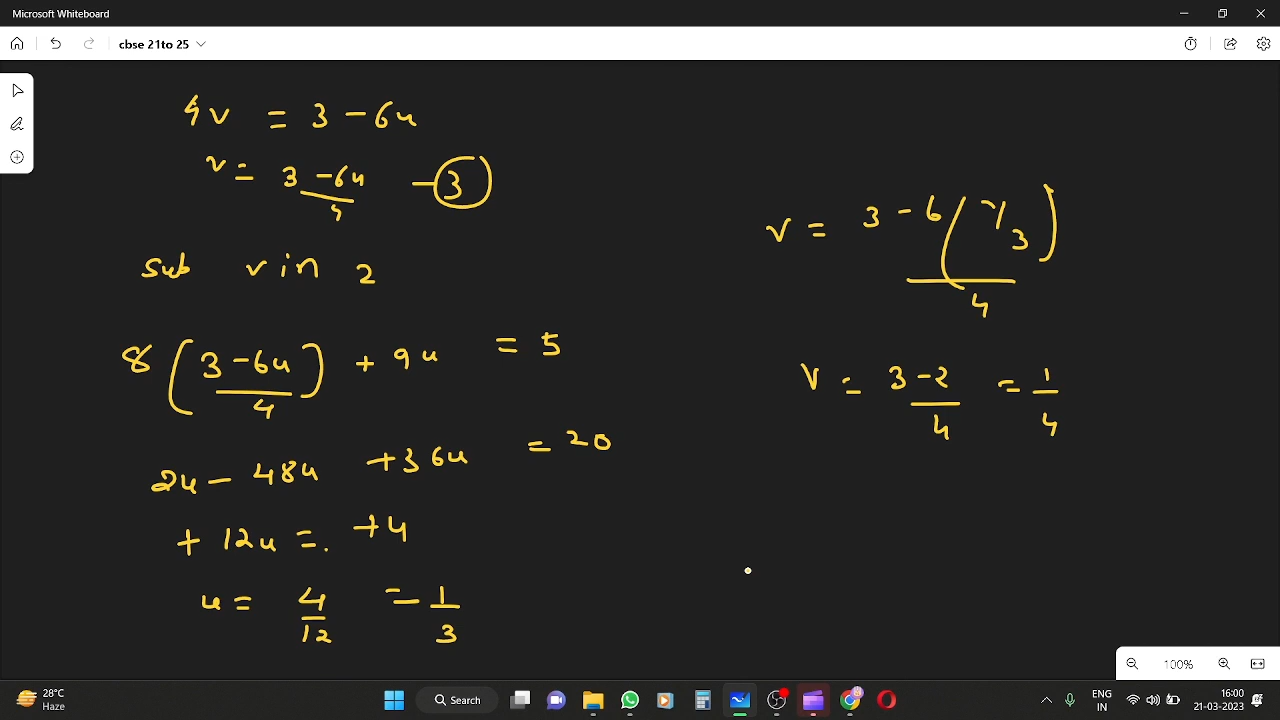 Microsoft Whiteboard
cbse 21to 25
4v = 3 - 6u
v = 3 - 6u / 4 - 3
sub v in 2
8 ( 3 - 6u / 4 ) + 9u = 5
24 - 48u + 36u = 20
+ 12u = . + 4
u = 4 / 12 = 1 / 3
v = 3 - 6 ( 1/3 ) / 4
V = 3 - 2 / 4 = 1 / 4
100%
28°C
Haze
Search
ENG
IN
16:00
21-03-2023